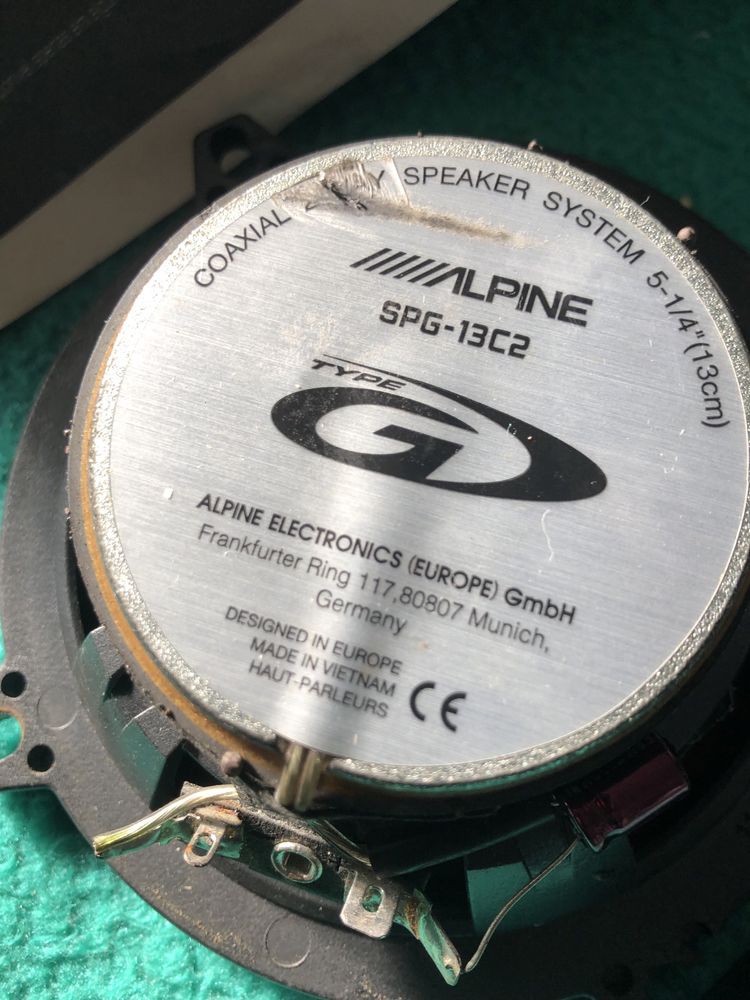 COAXIAL 2 Y SPEAKER SYSTEM 5-1/4"(13cm)
ALPINE
SPG-13C2
TYPE
G
ALPINE ELECTRONICS (EUROPE) GmbH
Frankfurter Ring 117,80807 Munich,
Germany
DESIGNED IN EUROPE
MADE IN VIETNAM
HAUT-PARLEURS
CE